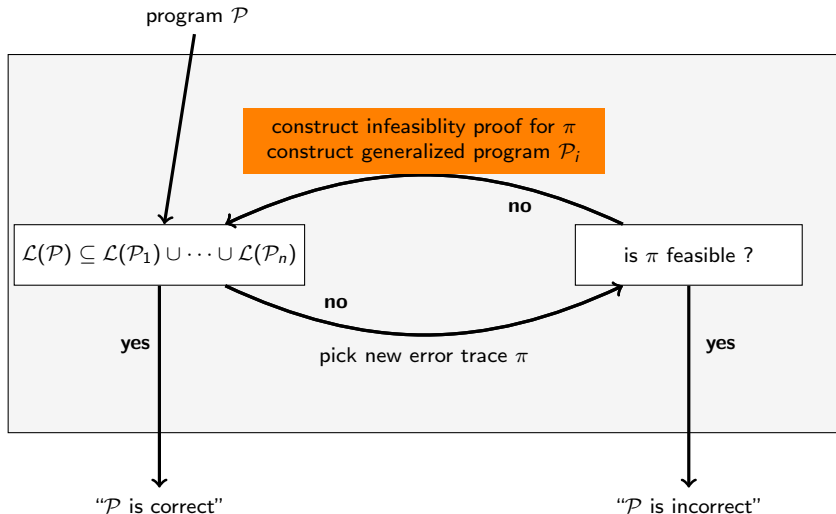 program 𝒫
construct infeasiblity proof for π
construct generalized program 𝒫ᵢ
no
ℒ(𝒫) ⊆ ℒ(𝒫₁) ∪ ⋯ ∪ ℒ(𝒫ₙ)
is π feasible ?
no
yes
pick new error trace π
yes
“𝒫 is correct”
“𝒫 is incorrect”